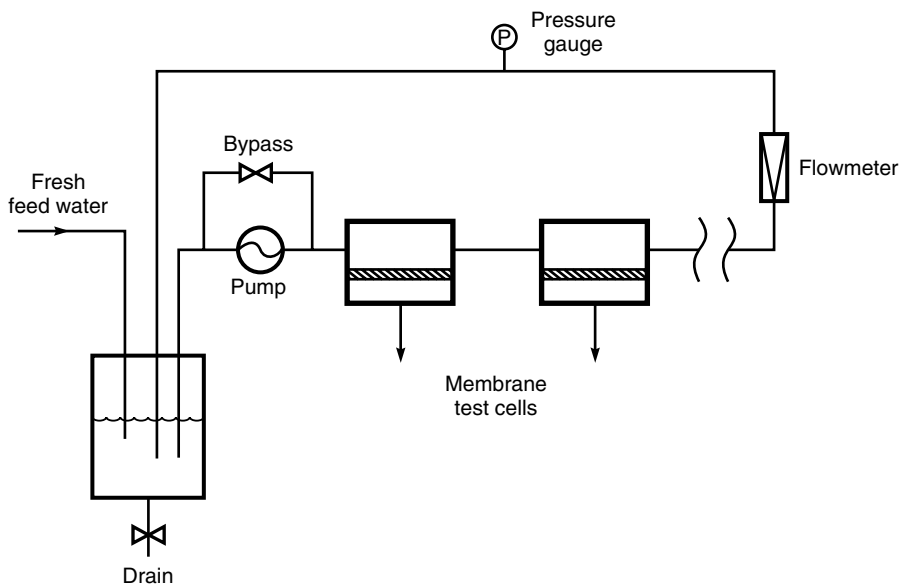 P
Pressure
gauge
Bypass
Flowmeter
Fresh
feed water
Pump
Membrane
test cells
Drain